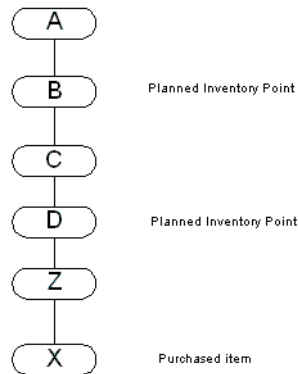 A
B Planned Inventory Point
C
D Planned Inventory Point
Z
X Purchased item